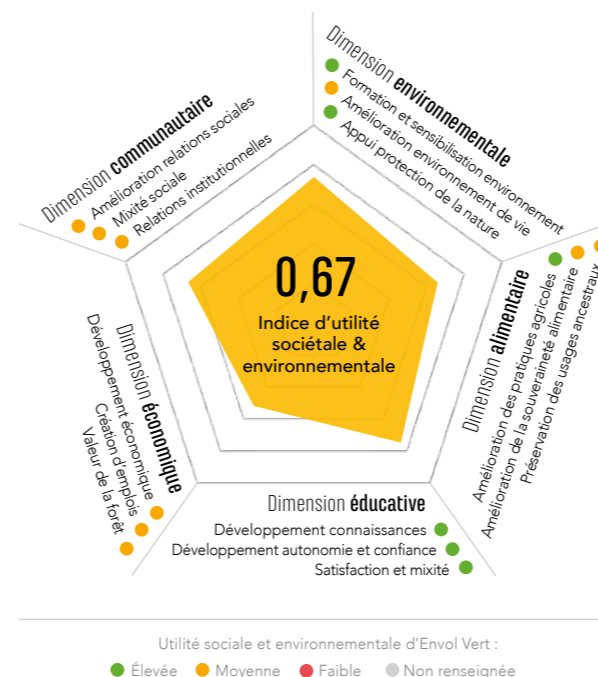 Dimension environnementale
Formation et sensibilisation environnement
Amélioration environnement de vie
Appui protection de la nature
Dimension communautaire
Amélioration relations sociales
Mixité sociale
Relations institutionnelles
0,67
Indice d'utilité
sociétale &
environnementale
Dimension alimentaire
Amélioration des pratiques agricoles
Amélioration de la souveraineté alimentaire
Préservation des usages ancestraux
Dimension économique
Développement économique
Création d'emplois
Valeur de la forêt
Dimension éducative
Développement connaissances
Développement autonomie et confiance
Satisfaction et mixité
Utilité sociale et environnementale d'Envol Vert :
Élevée Moyenne Faible Non renseignée